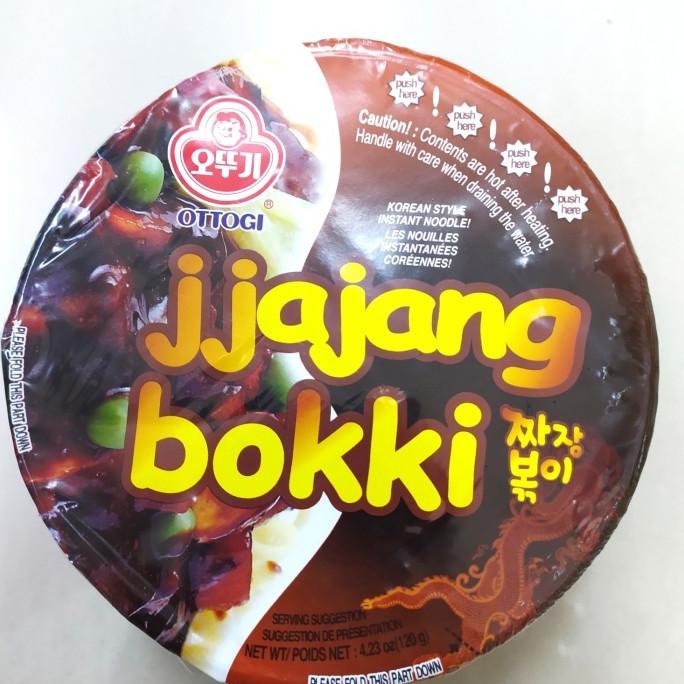 push
here
push
here
push
here
push
here
Caution! : Contents are hot after heating.
Handle with care when draining the water
오뚜기
®
OTTOGI
KOREAN STYLE
INSTANT NOODLE!
LES NOUILLES
INSTANTANÉES
CORÉENNES!
jjajang
bokki
짜장
볶이
PLEASE FOLD THIS PART DOWN
SERVING SUGGESTION
SUGGESTION DE PRÉSENTATION
NET WT/ POIDS NET : 4.23 oz(120 g)
PLEASE FOLD THIS PART DOWN